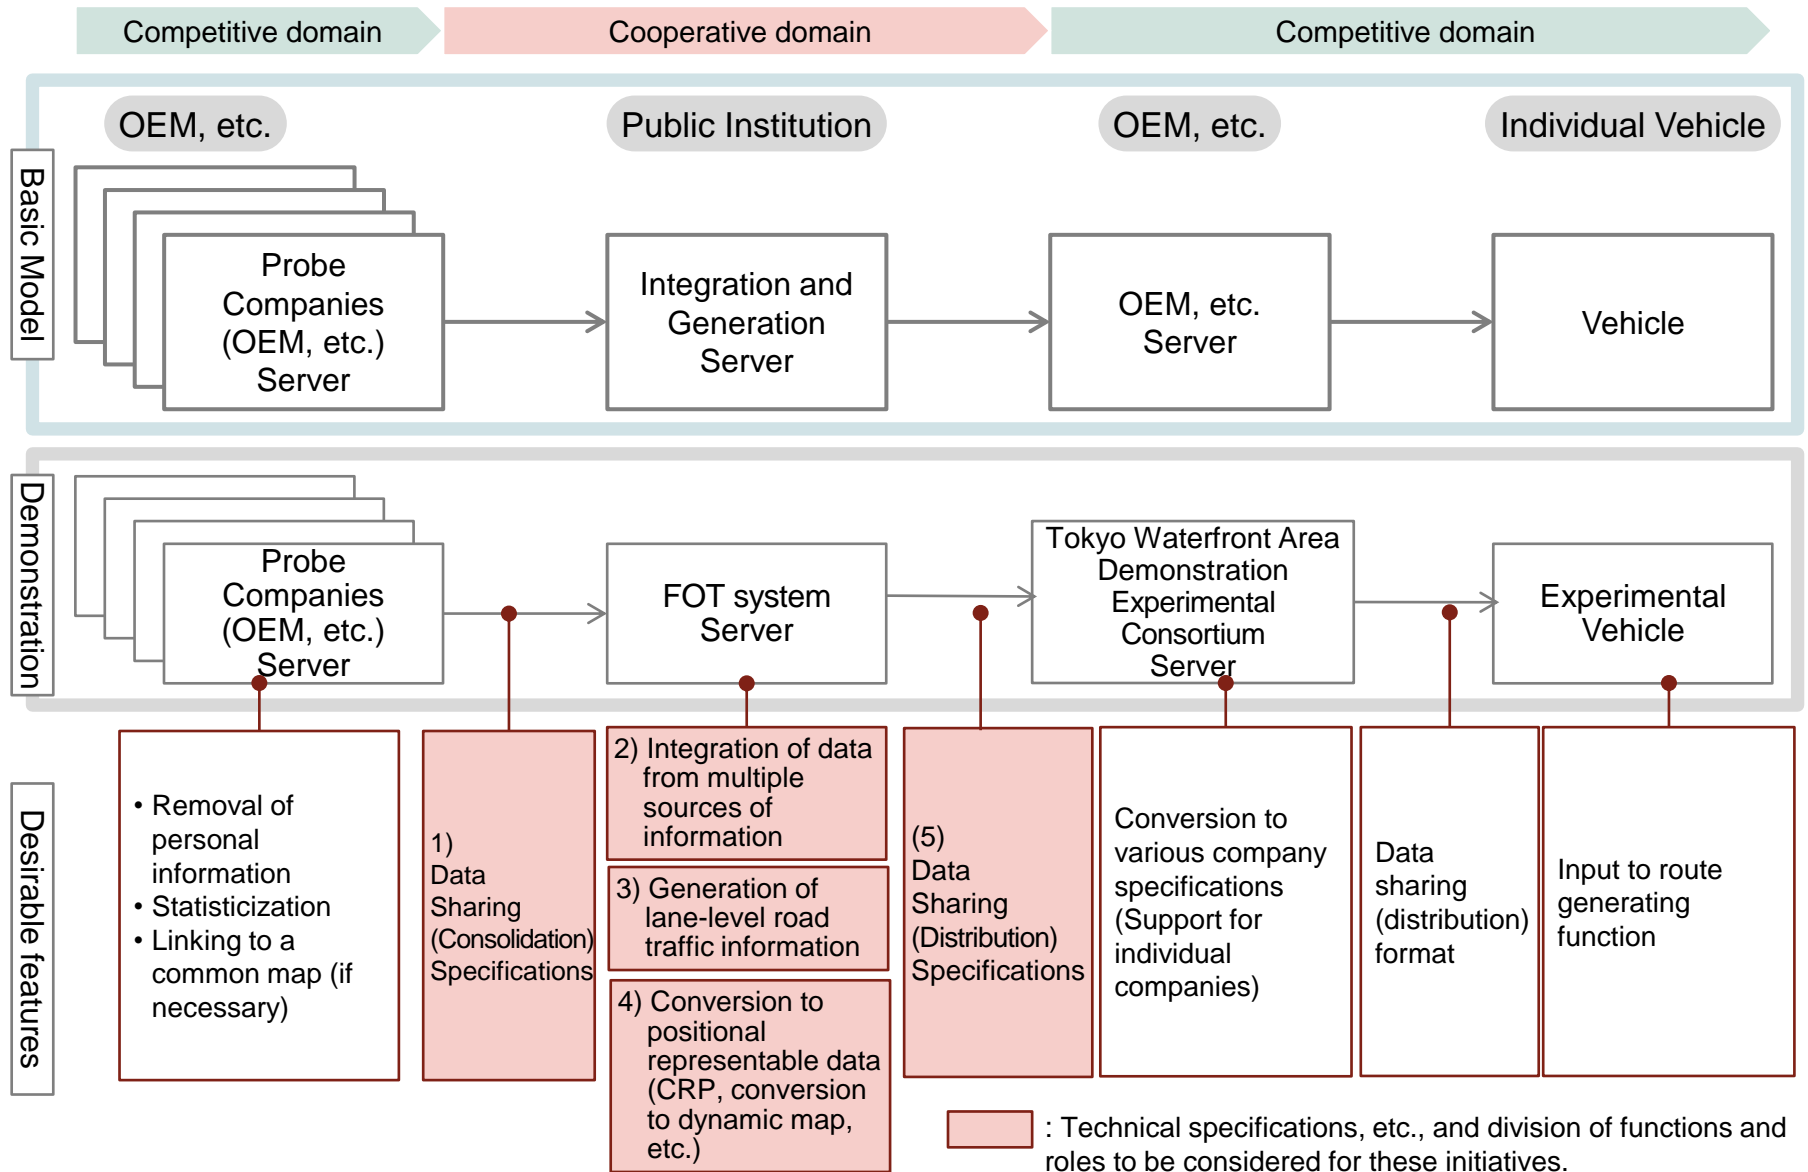 Competitive domain
Cooperative domain
Competitive domain
Basic Model
OEM, etc.
Public Institution
OEM, etc.
Individual Vehicle
Probe
Companies
(OEM, etc.)
Server
Integration and
Generation
Server
OEM, etc.
Server
Vehicle
Demonstration
Probe
Companies
(OEM, etc.)
Server
FOT system
Server
Tokyo Waterfront Area
Demonstration
Experimental
Consortium
Server
Experimental
Vehicle
Desirable features
• Removal of
personal
information
• Statisticization
• Linking to a
common map (if
necessary)
1)
Data
Sharing
(Consolidation)
Specifications
2) Integration of data
from multiple
sources of
information
3) Generation of
lane-level road
traffic information
4) Conversion to
positional
representable data
(CRP, conversion
to dynamic map,
etc.)
(5)
Data
Sharing
(Distribution)
Specifications
Conversion to
various company
specifications
(Support for
individual
companies)
Data
sharing
(distribution)
format
Input to route
generating
function
: Technical specifications, etc., and division of functions and
roles to be considered for these initiatives.